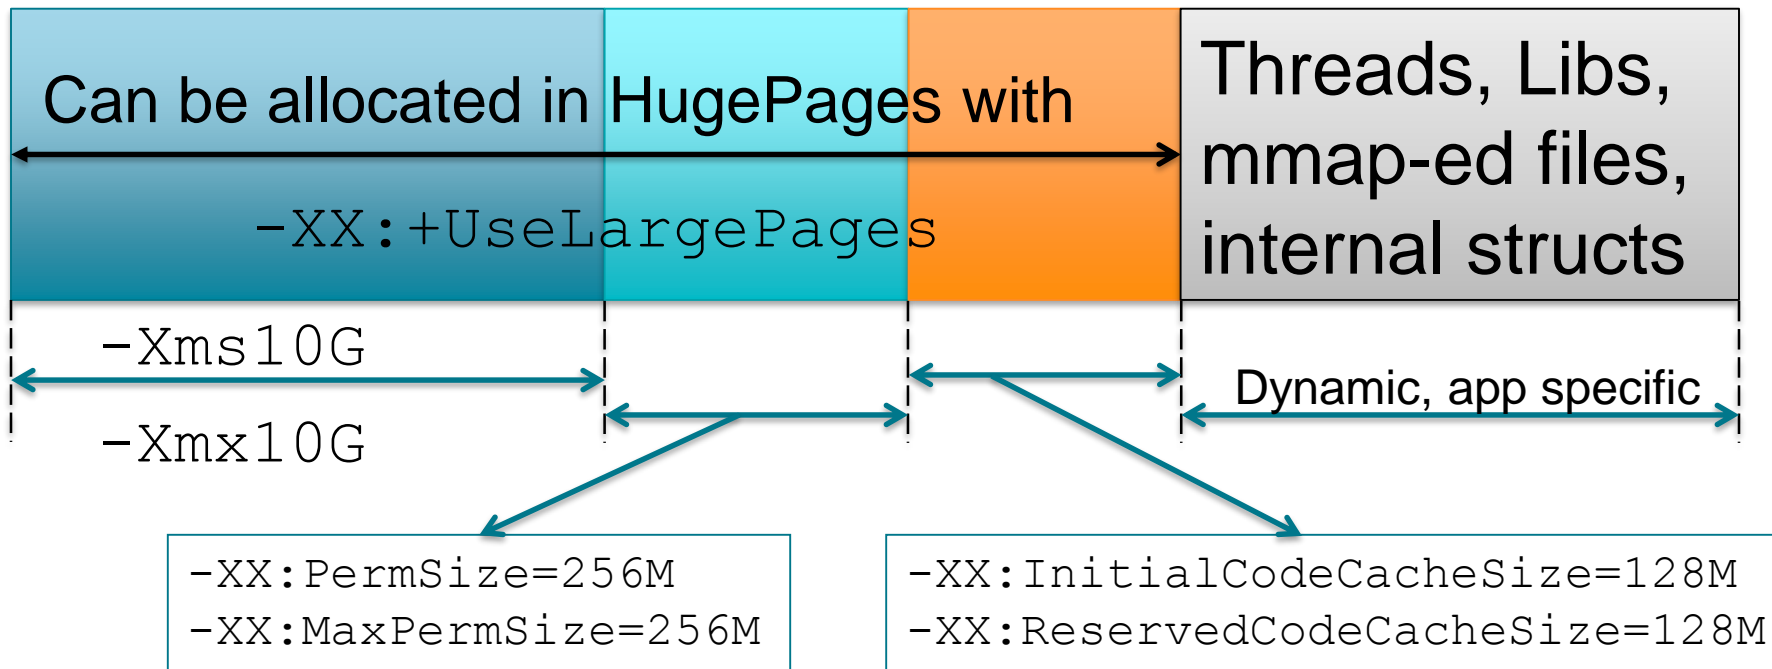 Can be allocated in HugePages with
-XX:+UseLargePages
Threads, Libs,
mmap-ed files,
internal structs
-Xms10G
-Xmx10G
Dynamic, app specific
-XX:PermSize=256M
-XX:MaxPermSize=256M
-XX:InitialCodeCacheSize=128M
-XX:ReservedCodeCacheSize=128M